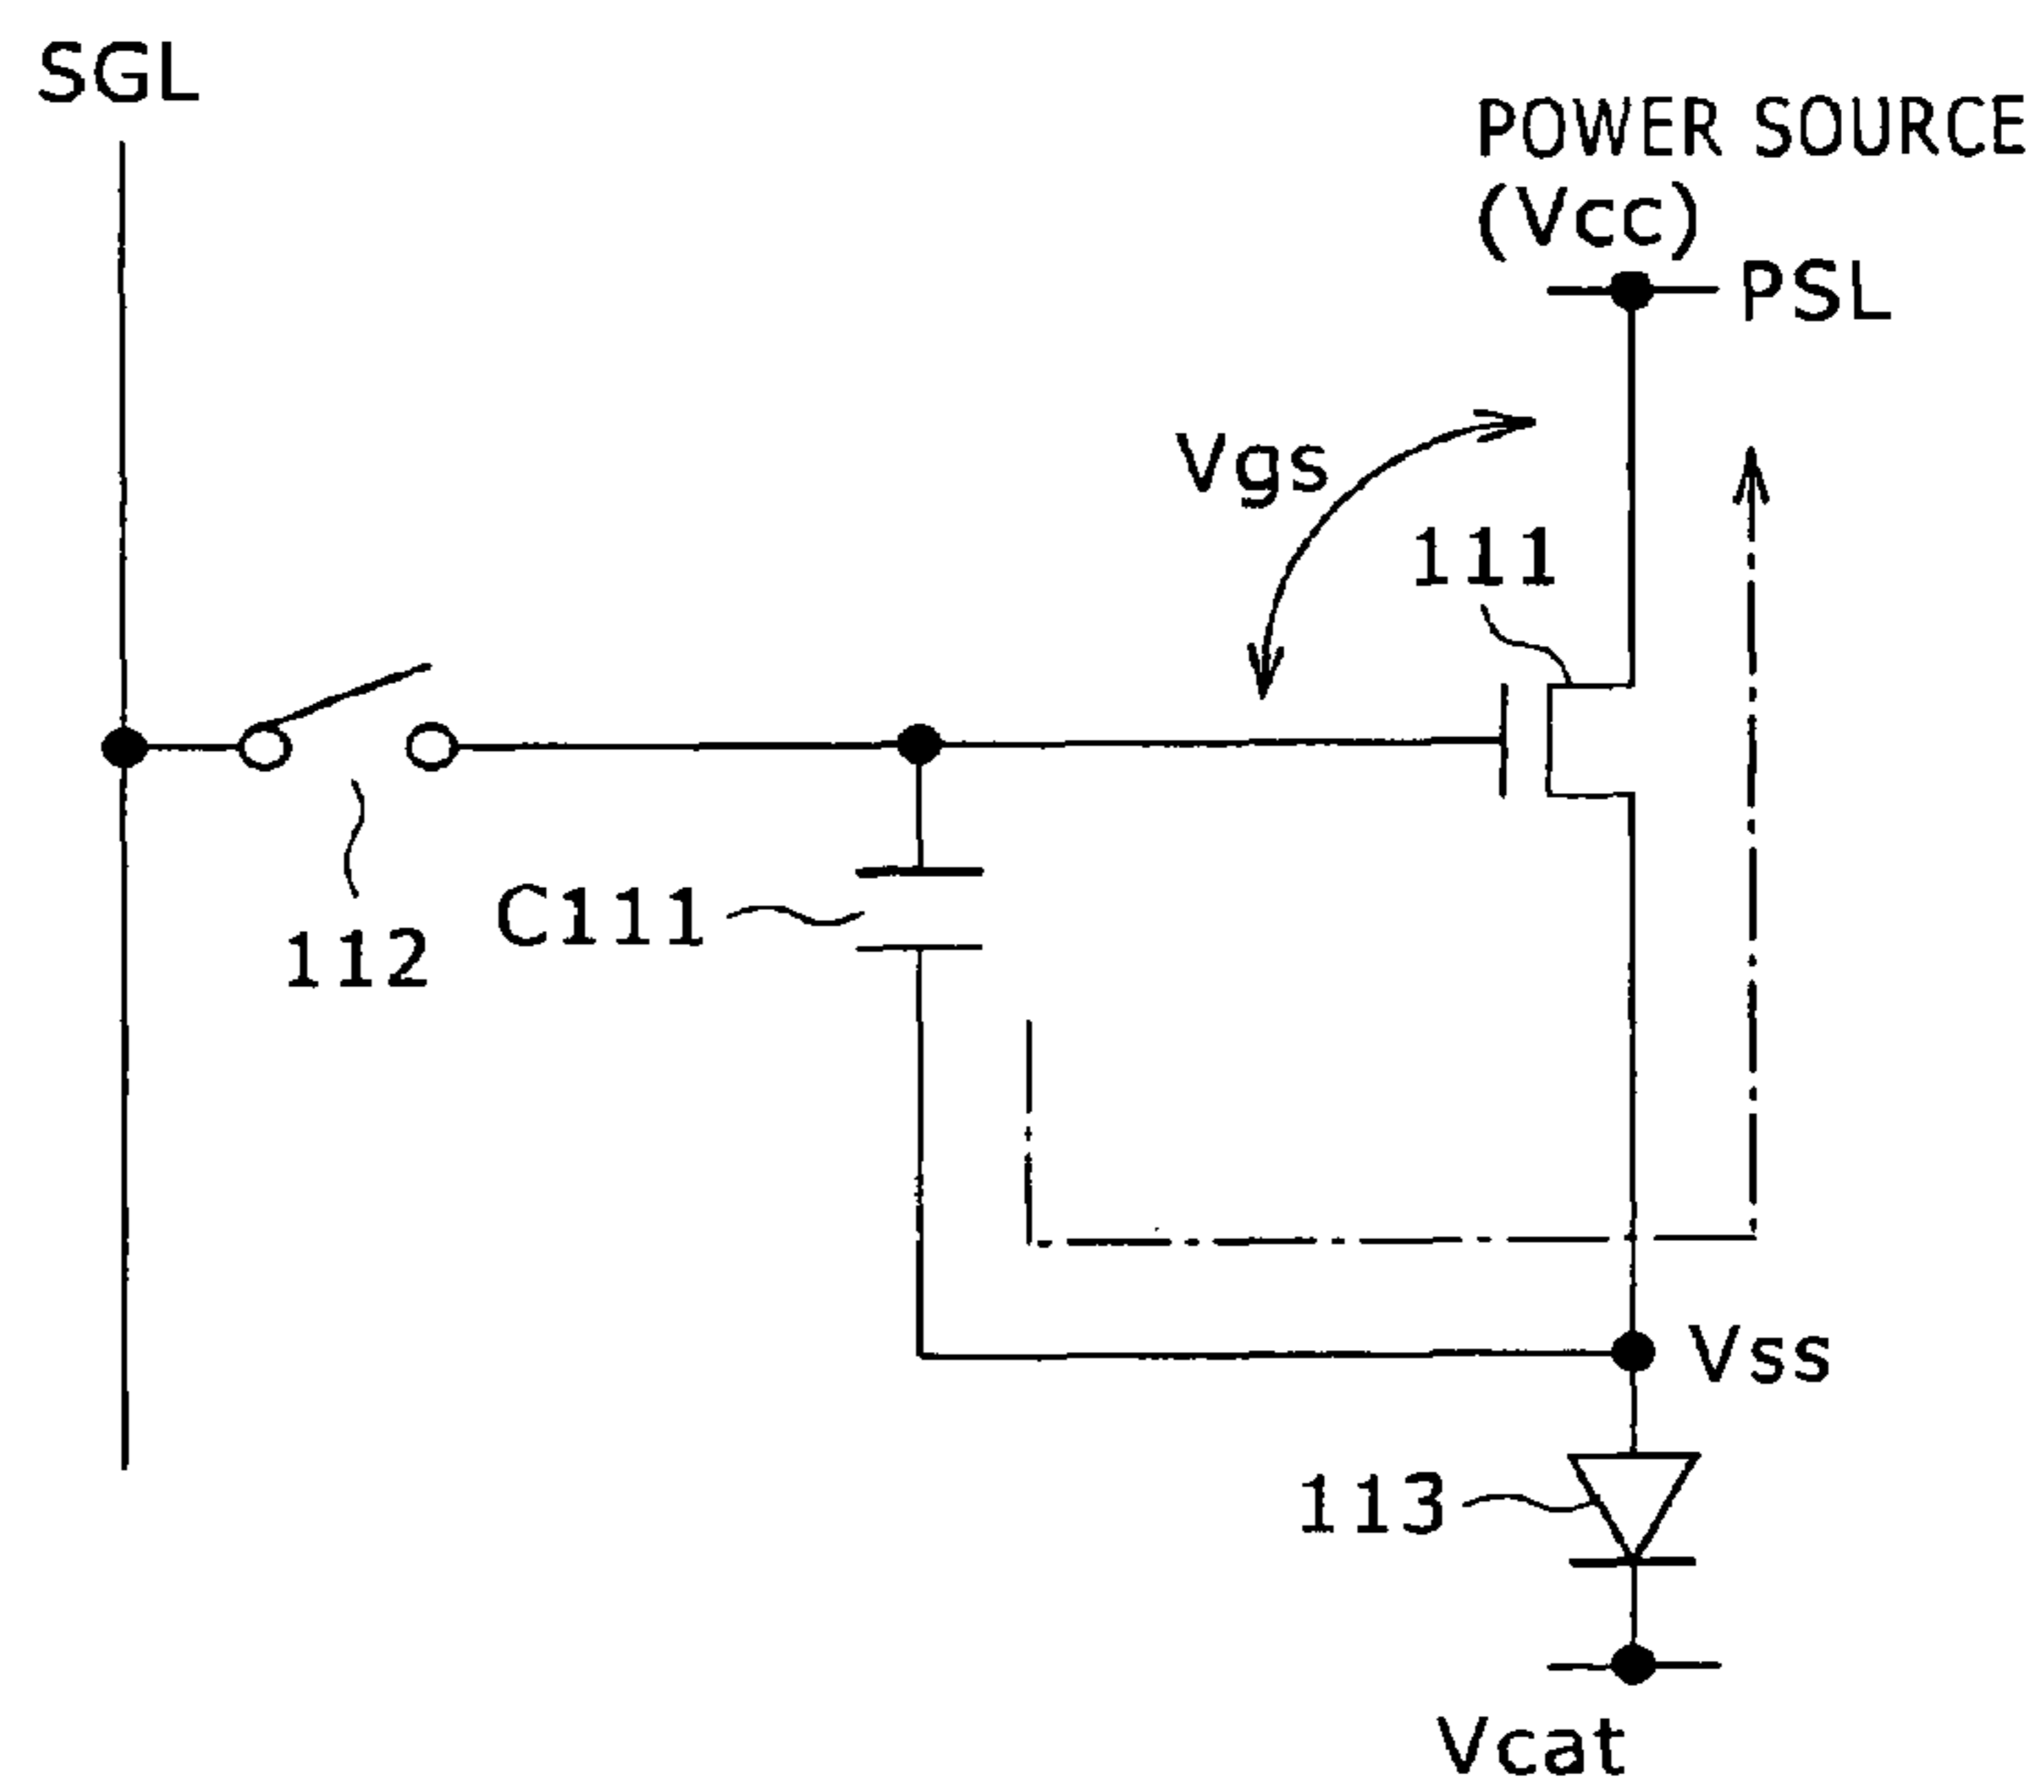 SGL
POWER SOURCE
(Vcc)
PSL
Vgs
111
112
C111
Vss
113
Vcat